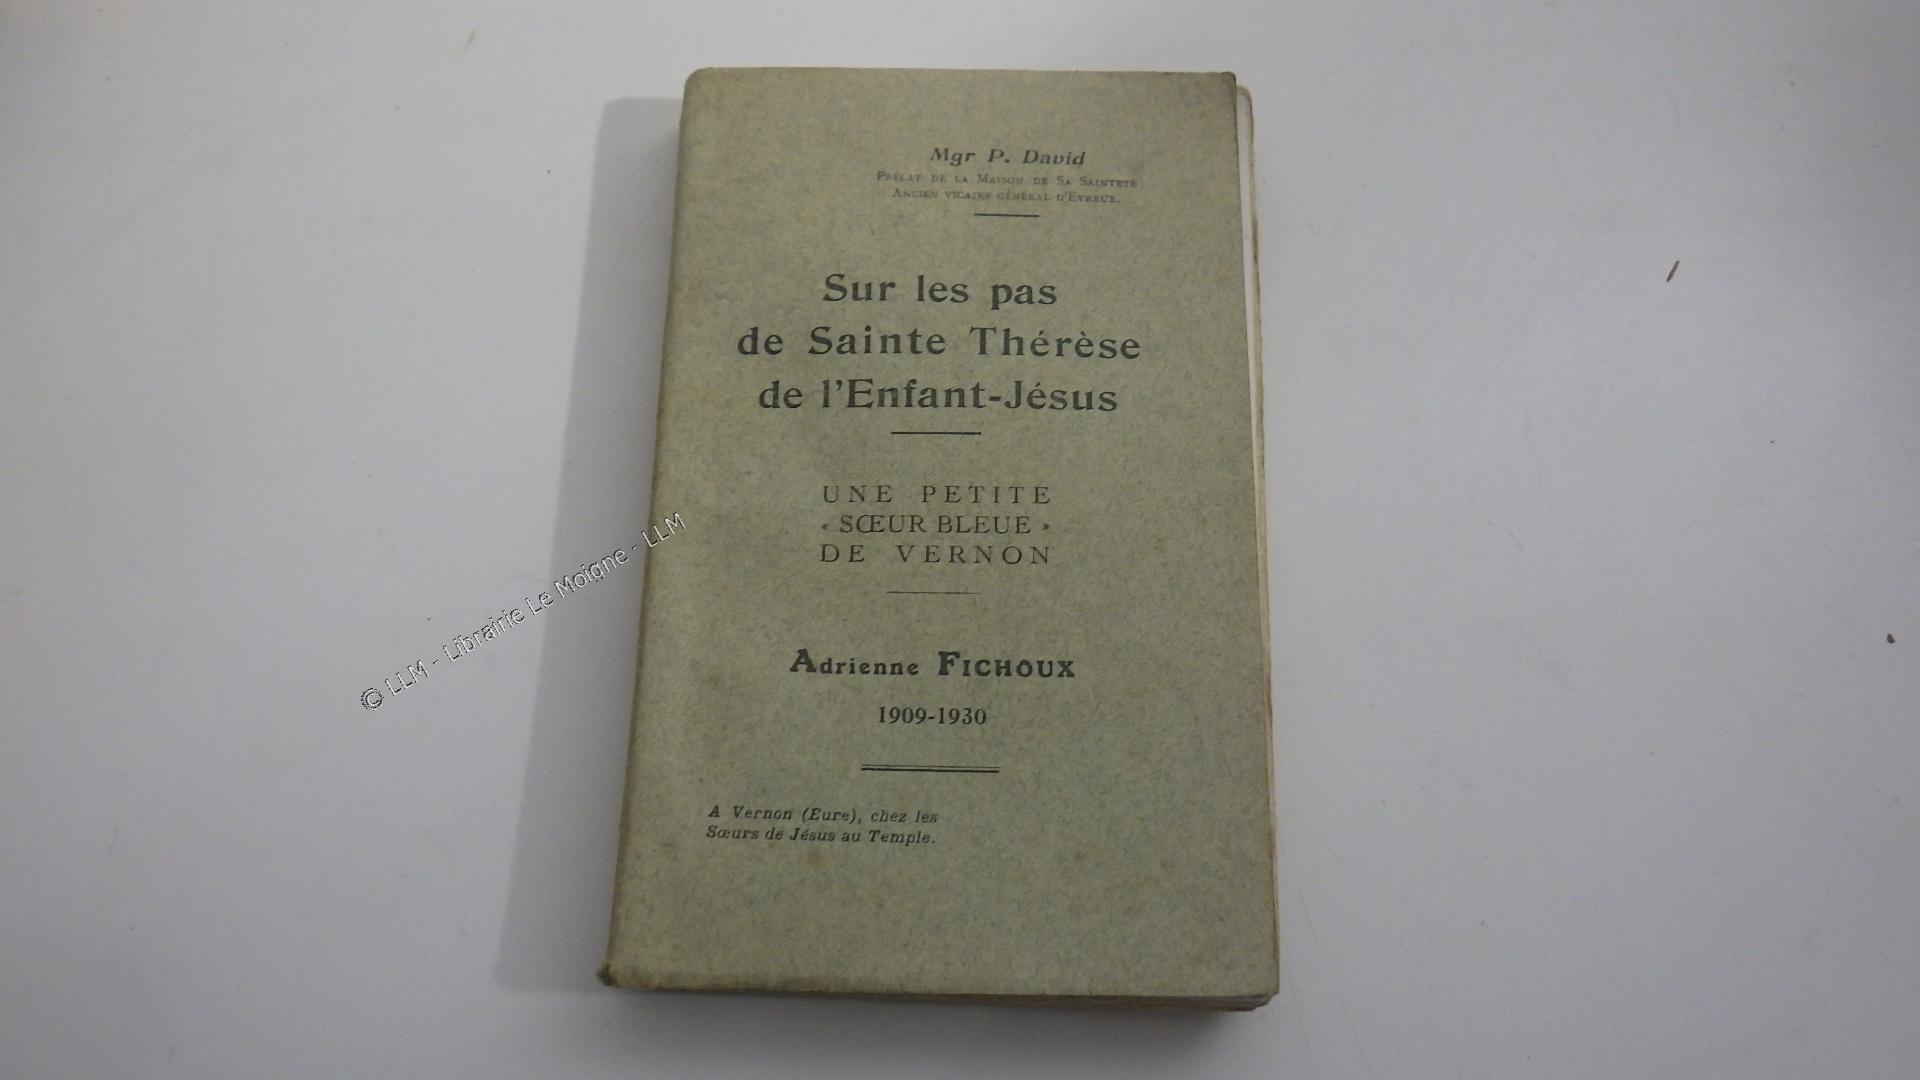 Mgr P. David
PRÉLAT DE LA MAISON DE SA SAINTETÉ
ANCIEN VICAIRE GÉNÉRAL D'EVREUX.
Sur les pas
de Sainte Thérèse
de l'Enfant-Jésus
UNE PETITE
« SŒUR BLEUE »
DE VERNON
Adrienne FICHOUX
1909-1930
A Vernon (Eure), chez les
Sœurs de Jésus au Temple.
© LLM - Librairie Le Moigne - LLM